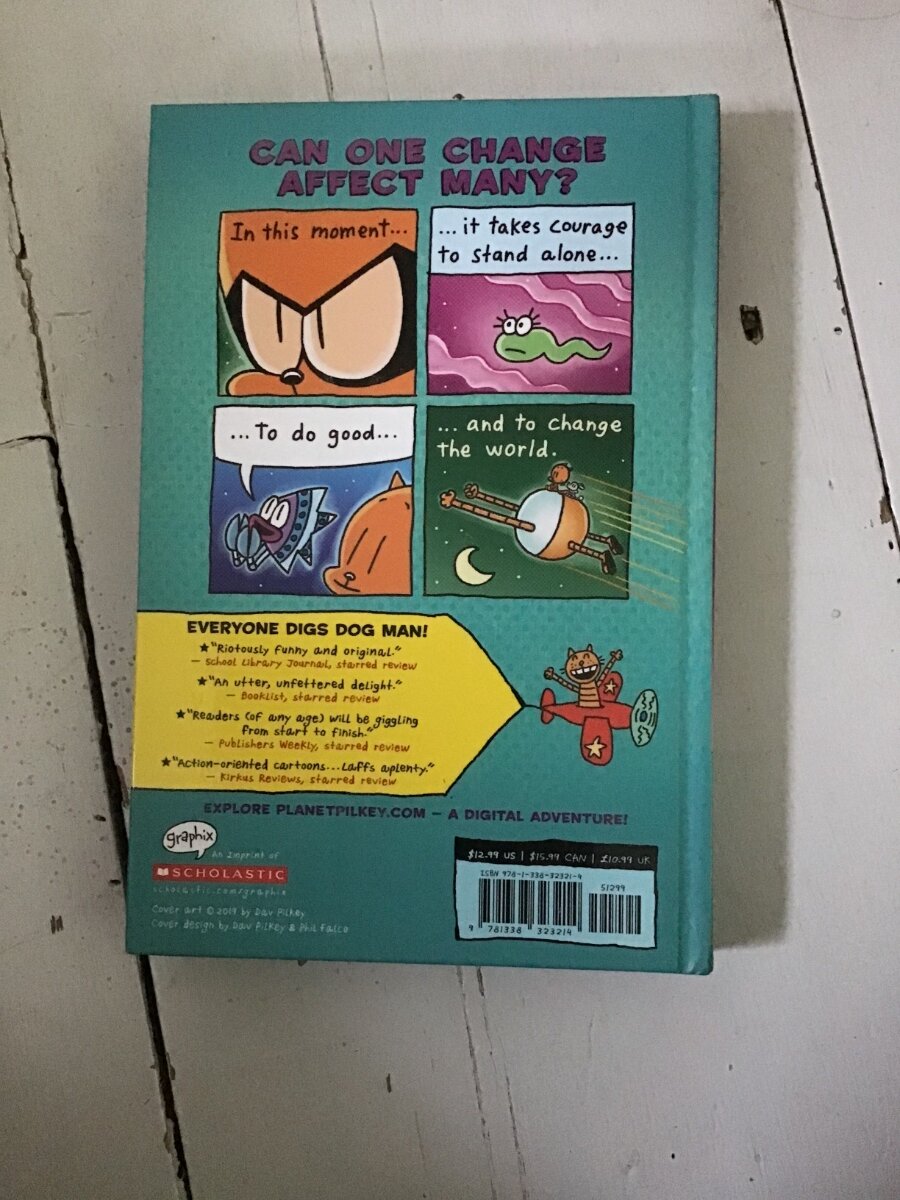 CAN ONE CHANGE
AFFECT MANY?
In this moment...
...it takes courage
to stand alone...
...To do good...
... and to change
the world.
EVERYONE DIGS DOG MAN!
★"Riotously funny and original."
— School Library Journal, starred review
★"An utter, unfettered delight."
— Booklist, starred review
★"Readers (of any age) will be giggling
from start to finish."
— Publishers Weekly, starred review
★"Action-oriented cartoons...Laffs aplenty."
— Kirkus Reviews, starred review
EXPLORE PLANETPILKEY.COM — A DIGITAL ADVENTURE!
graphix
An Imprint of
SCHOLASTIC
scholastic.com/graphix
Cover art © 2019 by Dav Pilkey
Cover design by Dav Pilkey & Phil Falco
$12.99 US | $15.99 CAN | £10.99 UK
ISBN 978-1-338-32321-4
51299
9 781338 323214